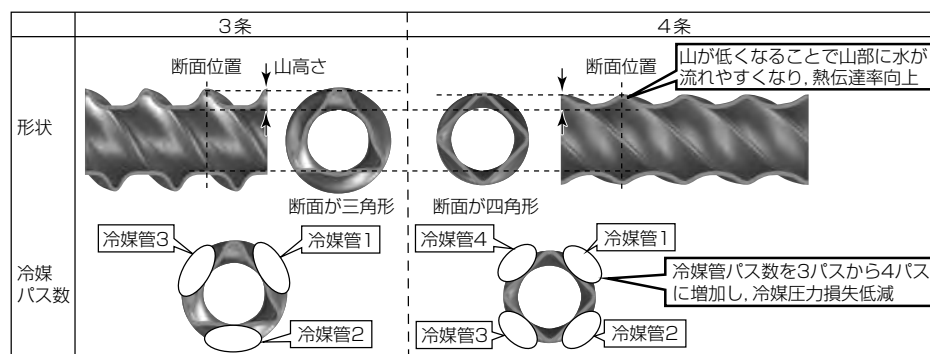 3条
4条
形状
断面位置
山高さ
断面が三角形
断面位置
山が低くなることで山部に水が
流れやすくなり，熱伝達率向上
断面が四角形
冷媒
パス数
冷媒管3
冷媒管1
冷媒管2
冷媒管4
冷媒管1
冷媒管パス数を3パスから4パス
に増加し，冷媒圧力損失低減
冷媒管3
冷媒管2